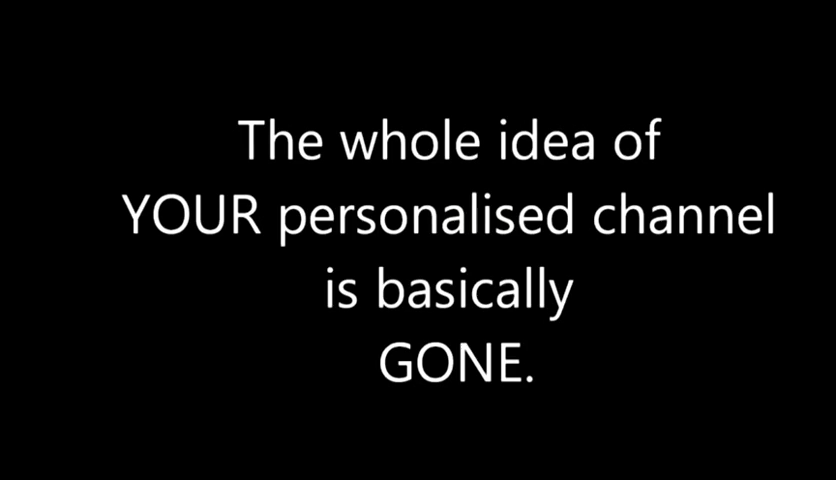 The whole idea of
YOUR personalised channel
is basically
GONE.